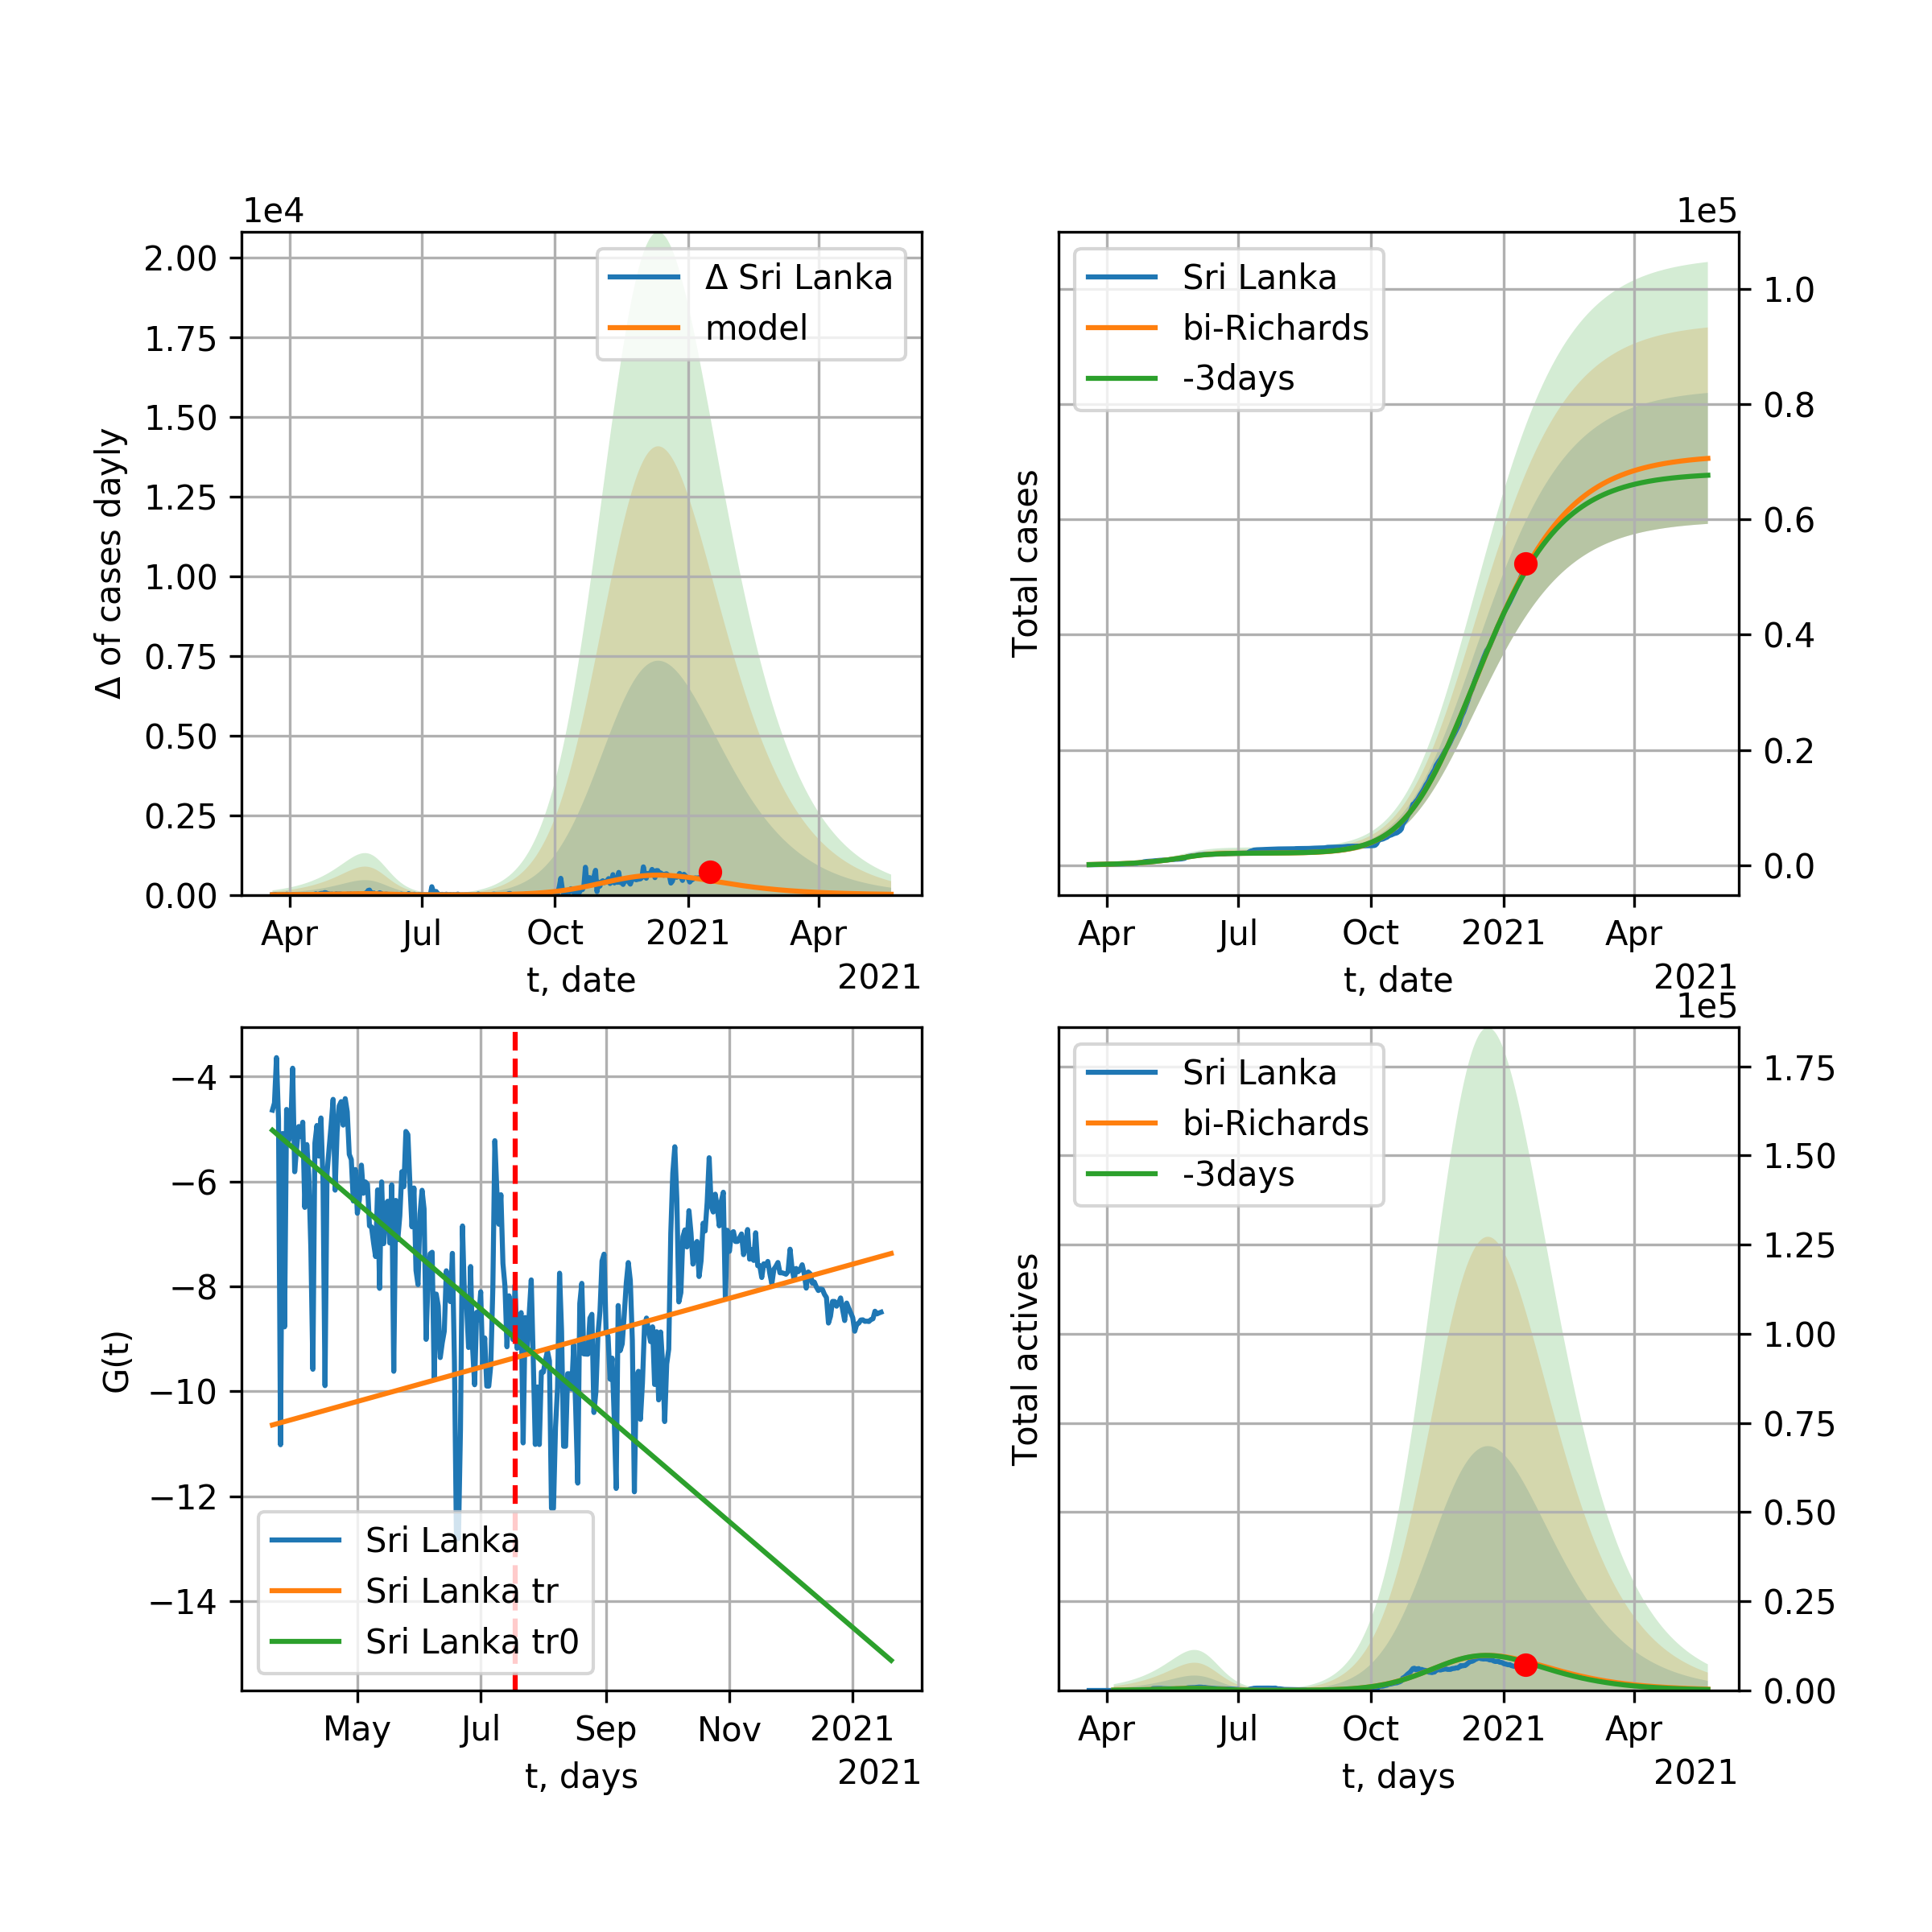 1e4
2.00
1.75
1.50
1.25
1.00
0.75
0.50
0.25
0.00
Δ of cases dayly
Δ Sri Lanka
model
Apr Jul Oct 2021 Apr
t, date
2021
1e5
Sri Lanka
bi-Richards
-3days
Total cases
1.0
0.8
0.6
0.4
0.2
0.0
Apr Jul Oct 2021 Apr
t, date
2021
−4
−6
−8
−10
−12
−14
G(t)
Sri Lanka
Sri Lanka tr
Sri Lanka tr0
May Jul Sep Nov 2021
t, days
2021
1e5
Sri Lanka
bi-Richards
-3days
Total actives
1.75
1.50
1.25
1.00
0.75
0.50
0.25
0.00
Apr Jul Oct 2021 Apr
t, days
2021